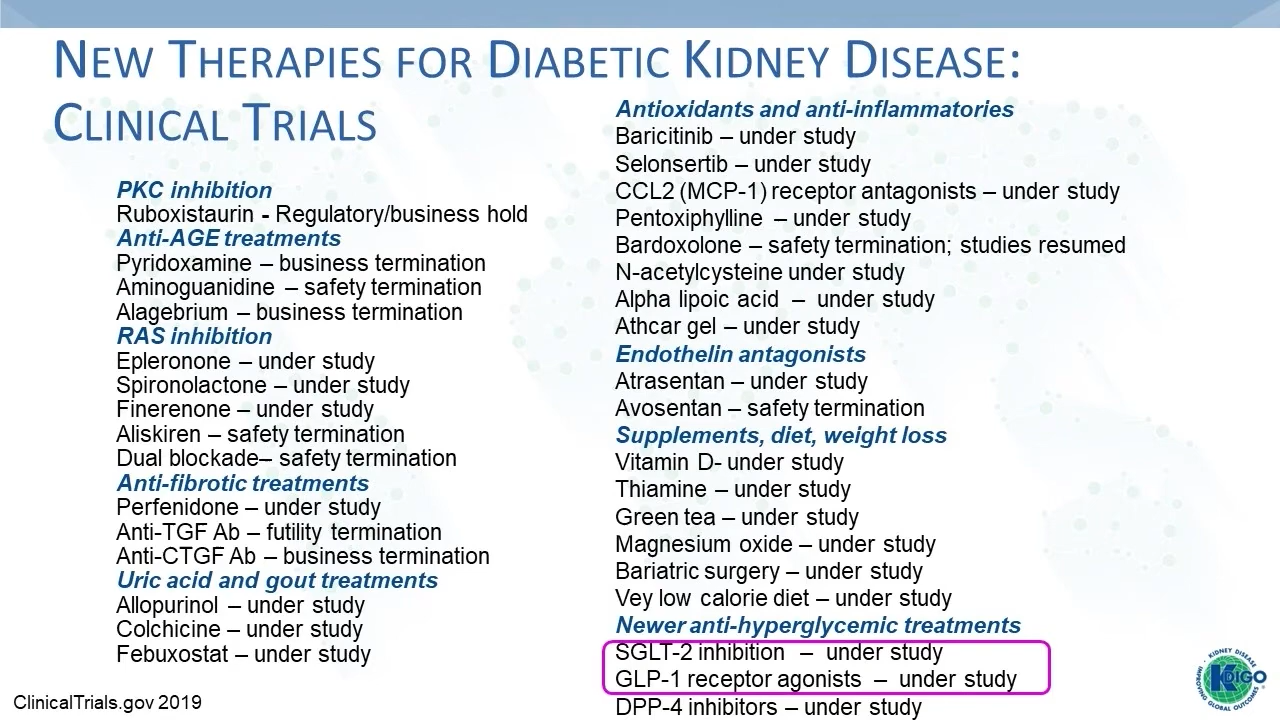 NEW THERAPIES FOR DIABETIC KIDNEY DISEASE:
CLINICAL TRIALS
PKC inhibition
Ruboxistaurin - Regulatory/business hold
Anti-AGE treatments
Pyridoxamine – business termination
Aminoguanidine – safety termination
Alagebrium – business termination
RAS inhibition
Epleronone – under study
Spironolactone – under study
Finerenone – under study
Aliskiren – safety termination
Dual blockade– safety termination
Anti-fibrotic treatments
Perfenidone – under study
Anti-TGF Ab – futility termination
Anti-CTGF Ab – business termination
Uric acid and gout treatments
Allopurinol – under study
Colchicine – under study
Febuxostat – under study
Antioxidants and anti-inflammatories
Baricitinib – under study
Selonsertib – under study
CCL2 (MCP-1) receptor antagonists – under study
Pentoxiphylline – under study
Bardoxolone – safety termination; studies resumed
N-acetylcysteine under study
Alpha lipoic acid – under study
Athcar gel – under study
Endothelin antagonists
Atrasentan – under study
Avosentan – safety termination
Supplements, diet, weight loss
Vitamin D- under study
Thiamine – under study
Green tea – under study
Magnesium oxide – under study
Bariatric surgery – under study
Vey low calorie diet – under study
Newer anti-hyperglycemic treatments
SGLT-2 inhibition – under study
GLP-1 receptor agonists – under study
DPP-4 inhibitors – under study
ClinicalTrials.gov 2019
KIDNEY DISEASE
KDIGO
IMPROVING GLOBAL OUTCOMES